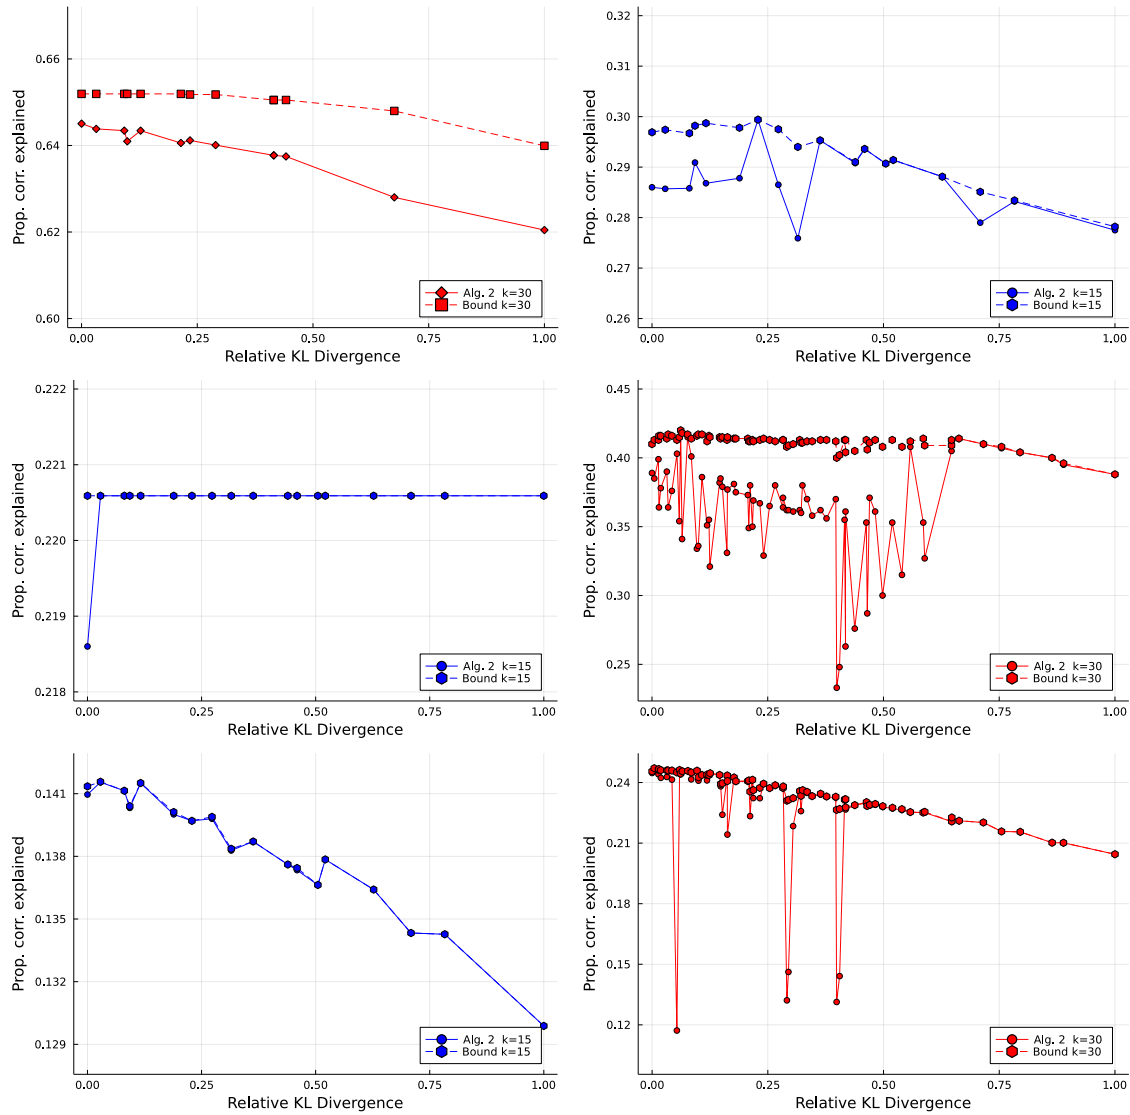 Prop. corr. explained
0.66
0.64
0.62
0.60
0.00 0.25 0.50 0.75 1.00
Relative KL Divergence
Alg. 2 k=30
Bound k=30
Prop. corr. explained
0.32
0.31
0.30
0.29
0.28
0.27
0.26
0.00 0.25 0.50 0.75 1.00
Relative KL Divergence
Alg. 2 k=15
Bound k=15
Prop. corr. explained
0.222
0.221
0.220
0.219
0.218
0.00 0.25 0.50 0.75 1.00
Relative KL Divergence
Alg. 2 k=15
Bound k=15
Prop. corr. explained
0.45
0.40
0.35
0.30
0.25
0.00 0.25 0.50 0.75 1.00
Relative KL Divergence
Alg. 2 k=30
Bound k=30
Prop. corr. explained
0.141
0.138
0.135
0.132
0.129
0.00 0.25 0.50 0.75 1.00
Relative KL Divergence
Alg. 2 k=15
Bound k=15
Prop. corr. explained
0.24
0.21
0.18
0.15
0.12
0.00 0.25 0.50 0.75 1.00
Relative KL Divergence
Alg. 2 k=30
Bound k=30